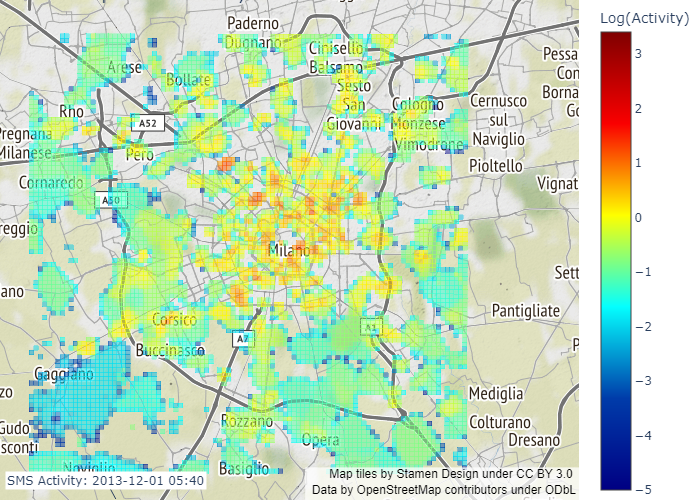 Log(Activity)
3
2
1
0
−1
−2
−3
−4
−5
Paderno
Dugnano
Cinisello
Balsamo
Arese
Bollate
Sesto
San
Giovanni
Cologno
Monzese
Cernusco
sul
Naviglio
Pessa
Con
Borna
Go
Rho
A52
Pregnana
Milanese
Pero
Vimodrone
Pioltello
Cornaredo
A50
Vignat
reggio
Milano
ano
Sett
Pantigliate
Corsico
A7
A1
Buccinasco
P
Gaggiano
zo
Mediglia
Gudo
sconti
Rozzano
Opera
Colturano
Dresano
Noviglio
Basiglio
SMS Activity: 2013-12-01 05:40
Map tiles by Stamen Design under CC BY 3.0
Data by OpenStreetMap contributors under ODbL